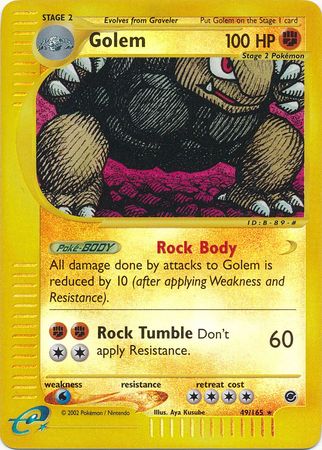 STAGE 2
Evolves from Graveler
Put Golem on the Stage 1 card
Golem
100 HP
Stage 2 Pokémon
ID:B-89-#
Poké-BODY
Rock Body
All damage done by attacks to Golem is
reduced by 10 (after applying Weakness and
Resistance).
Rock Tumble Don't
apply Resistance.
60
weakness
resistance
retreat cost
© 2002 Pokémon / Nintendo
Illus. Aya Kusube
49/165 ★
e